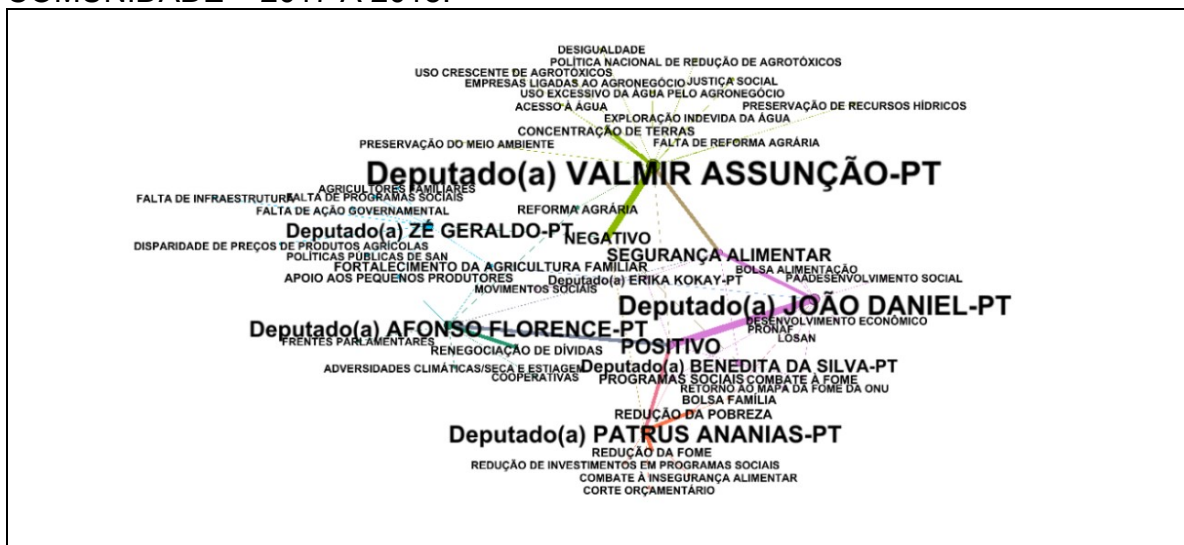 COMUNIDADE – 2017 A 2018.
DESIGUALDADE
POLÍTICA NACIONAL DE REDUÇÃO DE AGROTÓXICOS
USO CRESCENTE DE AGROTÓXICOS
EMPRESAS LIGADAS AO AGRONEGÓCIO
JUSTIÇA SOCIAL
USO EXCESSIVO DA ÁGUA PELO AGRONEGÓCIO
ACESSO À ÁGUA
PRESERVAÇÃO DE RECURSOS HÍDRICOS
EXPLORAÇÃO INDEVIDA DA ÁGUA
CONCENTRAÇÃO DE TERRAS
PRESERVAÇÃO DO MEIO AMBIENTE
FALTA DE REFORMA AGRÁRIA
Deputado(a) VALMIR ASSUNÇÃO-PT
AGRICULTORES FAMILIARES
FALTA DE INFRAESTRUTURA
FALTA DE PROGRAMAS SOCIAIS
FALTA DE AÇÃO GOVERNAMENTAL
REFORMA AGRÁRIA
Deputado(a) ZÉ GERALDO-PT
NEGATIVO
DISPARIDADE DE PREÇOS DE PRODUTOS AGRÍCOLAS
POLÍTICAS PÚBLICAS DE SAN
SEGURANÇA ALIMENTAR
FORTALECIMENTO DA AGRICULTURA FAMILIAR
BOLSA ALIMENTAÇÃO
APOIO AOS PEQUENOS PRODUTORES
Deputado(a) ERIKA KOKAY-PT
PAADESENVOLVIMENTO SOCIAL
MOVIMENTOS SOCIAIS
Deputado(a) JOÃO DANIEL-PT
DESENVOLVIMENTO ECONÔMICO
Deputado(a) AFONSO FLORENCE-PT
PRONAF
FRENTES PARLAMENTARES
LOSAN
RENEGOCIAÇÃO DE DÍVIDAS
POSITIVO
ADVERSIDADES CLIMÁTICAS/SECA E ESTIAGEM
Deputado(a) BENEDITA DA SILVA-PT
COOPERATIVAS
PROGRAMAS SOCIAIS
COMBATE À FOME
RETORNO AO MAPA DA FOME DA ONU
BOLSA FAMÍLIA
REDUÇÃO DA POBREZA
Deputado(a) PATRUS ANANIAS-PT
REDUÇÃO DA FOME
REDUÇÃO DE INVESTIMENTOS EM PROGRAMAS SOCIAIS
COMBATE À INSEGURANÇA ALIMENTAR
CORTE ORÇAMENTÁRIO